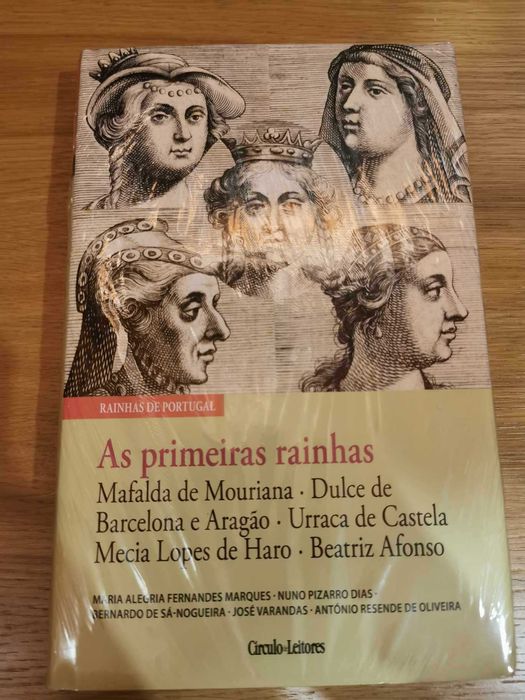 RAINHAS DE PORTUGAL
As primeiras rainhas
Mafalda de Mouriana · Dulce de
Barcelona e Aragão · Urraca de Castela
Mecia Lopes de Haro · Beatriz Afonso
MARIA ALEGRIA FERNANDES MARQUES · NUNO PIZARRO DIAS ·
BERNARDO DE SÁ-NOGUEIRA · JOSÉ VARANDAS · ANTÓNIO RESENDE DE OLIVEIRA
Círculo de Leitores